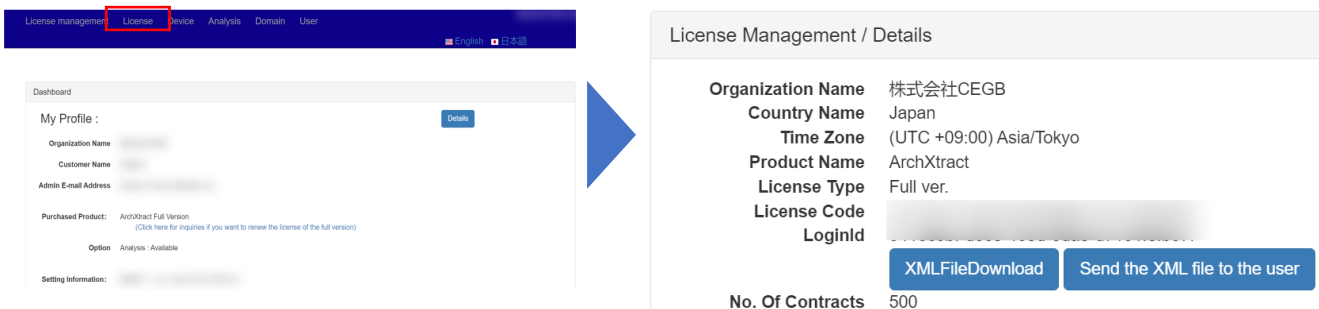 License management License Device Analysis Domain User
English 日本語
Dashboard
My Profile :
Details
Organization Name
Customer Name
Admin E-mail Address
Purchased Product: ArchXtract Full Version
(Click here for inquiries if you want to renew the license of the full version)
Option Analysis : Available
Setting Information:
License Management / Details
Organization Name 株式会社CEGB
Country Name Japan
Time Zone (UTC +09:00) Asia/Tokyo
Product Name ArchXtract
License Type Full ver.
License Code
LoginId
XMLFileDownload Send the XML file to the user
No. Of Contracts 500